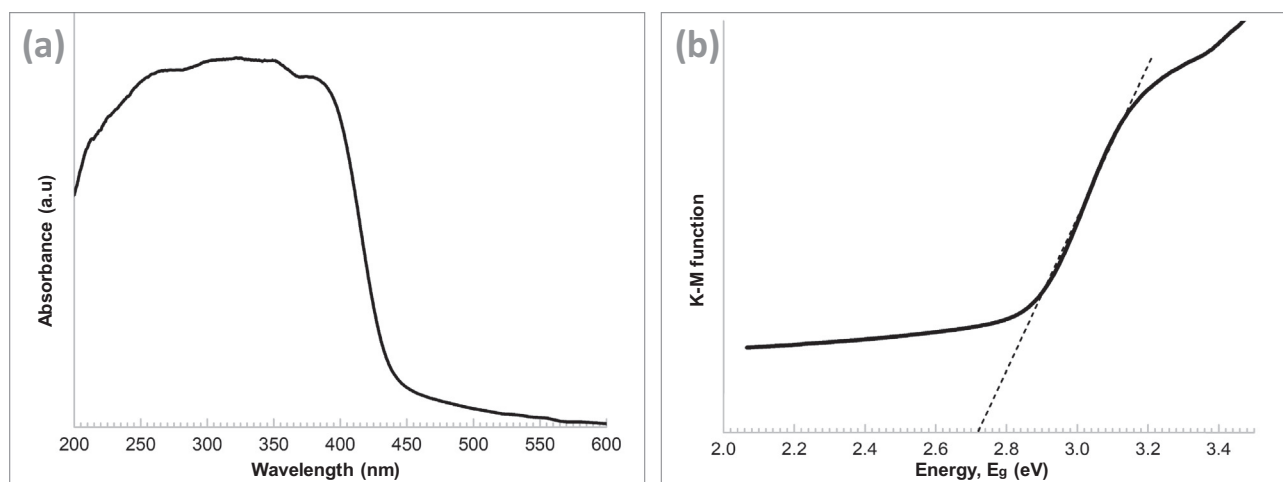 (a)
Absorbance (a.u)
200 250 300 350 400 450 500 550 600
Wavelength (nm)
(b)
K-M function
2.0 2.2 2.4 2.6 2.8 3.0 3.2 3.4
Energy, Eg (eV)